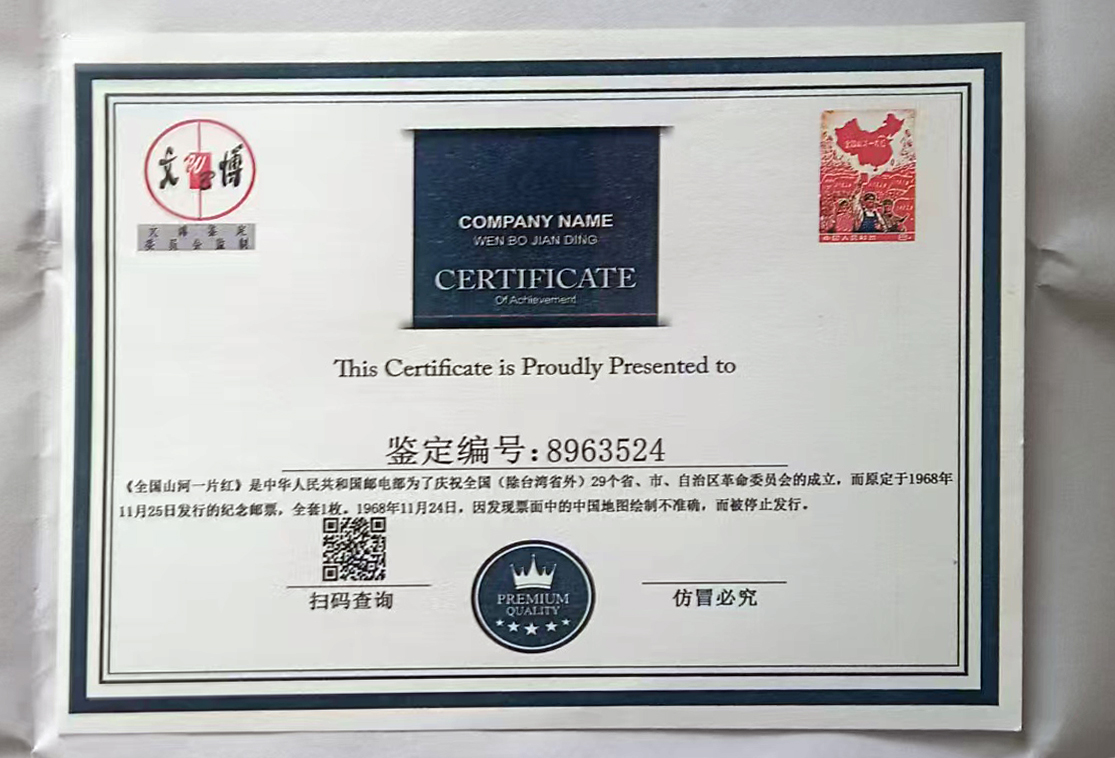 文博
文博鉴定
委员会监制
COMPANY NAME
WEN BO JIAN DING
CERTIFICATE
Of Achievement
This Certificate is Proudly Presented to
鉴定编号:8963524
《全国山河一片红》是中华人民共和国邮电部为了庆祝全国（除台湾省外）29个省、市、自治区革命委员会的成立，而原定于1968年
11月25日发行的纪念邮票，全套1枚。1968年11月24日，因发现票面中的中国地图绘制不准确，而被停止发行。
扫码查询
PREMIUM
QUALITY
仿冒必究